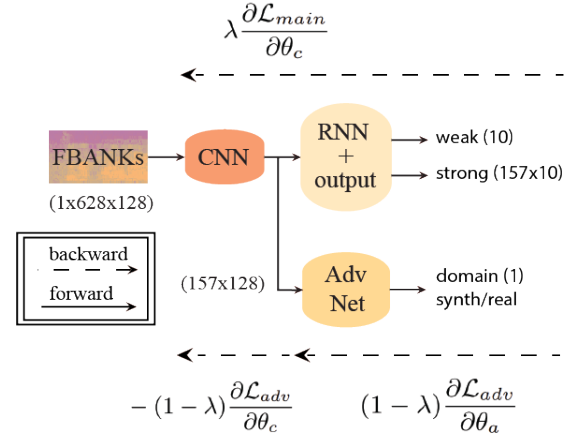 λ ∂ℒ_main / ∂θ_c
FBANKs
(1x628x128)
CNN
RNN
+
output
weak (10)
strong (157x10)
backward
forward
(157x128)
Adv
Net
domain (1)
synth/real
− (1−λ) ∂ℒ_adv / ∂θ_c
(1−λ) ∂ℒ_adv / ∂θ_a